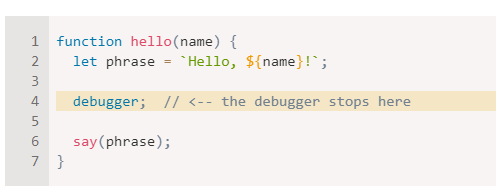 1 function hello(name) {
2   let phrase = `Hello, ${name}!`;
3
4   debugger;  // <-- the debugger stops here
5
6   say(phrase);
7 }